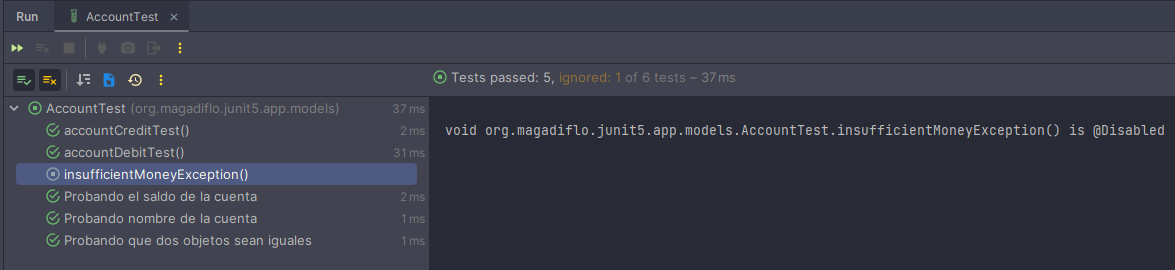 Run AccountTest ×
Tests passed: 5, ignored: 1 of 6 tests – 37 ms
AccountTest (org.magadiflo.junit5.app.models) 37 ms
accountCreditTest() 2 ms
accountDebitTest() 31 ms
insufficientMoneyException()
Probando el saldo de la cuenta 2 ms
Probando nombre de la cuenta 1 ms
Probando que dos objetos sean iguales 1 ms
void org.magadiflo.junit5.app.models.AccountTest.insufficientMoneyException() is @Disabled